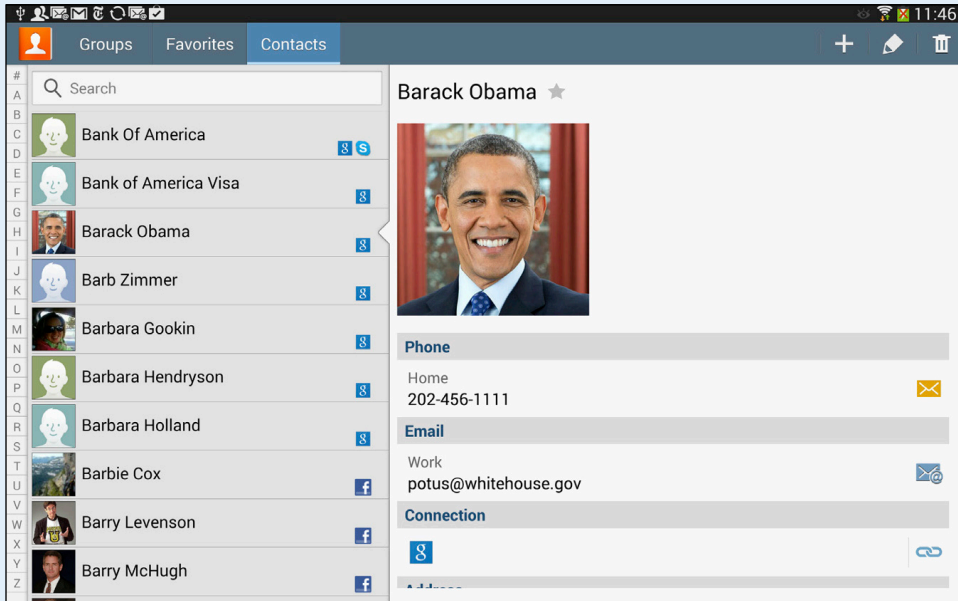 11:46
Groups
Favorites
Contacts
#
A
B
C
D
E
F
G
H
I
J
K
L
M
N
O
P
Q
R
S
T
U
V
W
X
Y
Z
Search
Bank Of America
Bank of America Visa
Barack Obama
Barb Zimmer
Barbara Gookin
Barbara Hendryson
Barbara Holland
Barbie Cox
Barry Levenson
Barry McHugh
Barack Obama
Phone
Home
202-456-1111
Email
Work
potus@whitehouse.gov
Connection